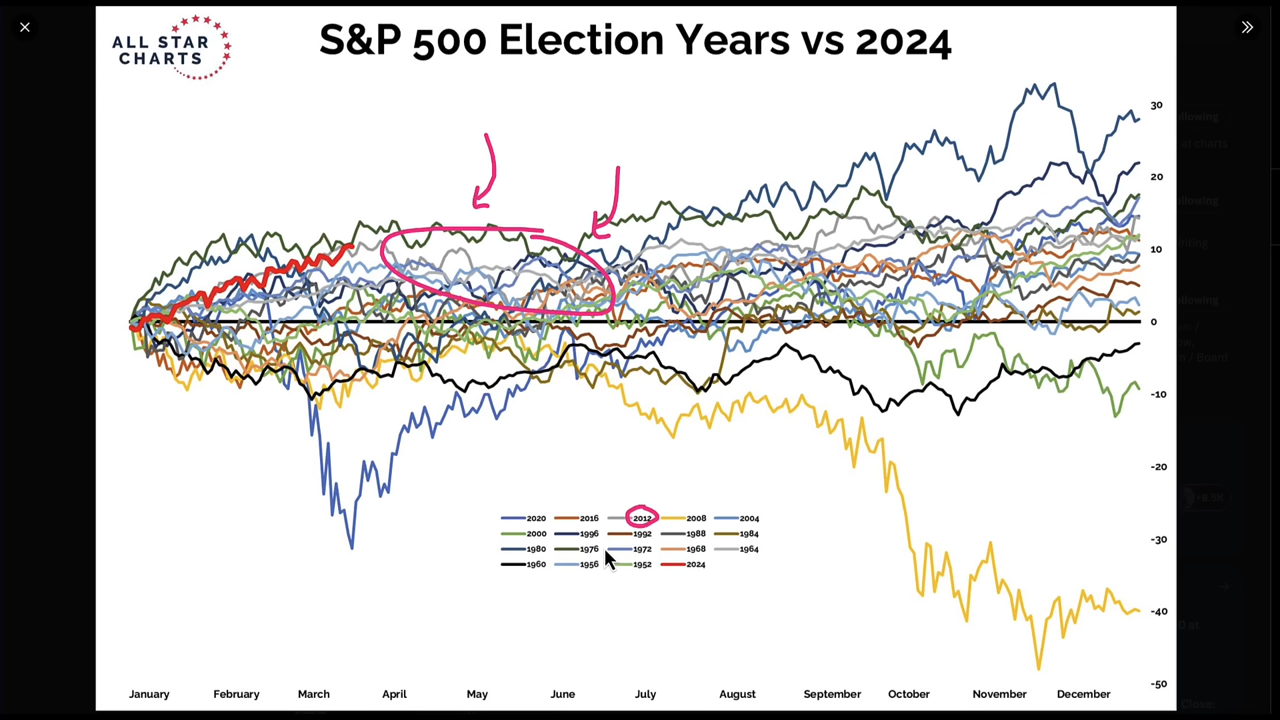 S&P 500 Election Years vs 2024
ALL STAR
CHARTS
30
20
10
0
-10
-20
-30
-40
-50
2020 2016 2012 2008 2004
2000 1996 1992 1988 1984
1980 1976 1972 1968 1964
1960 1956 1952 2024
January February March April May June July August September October November December